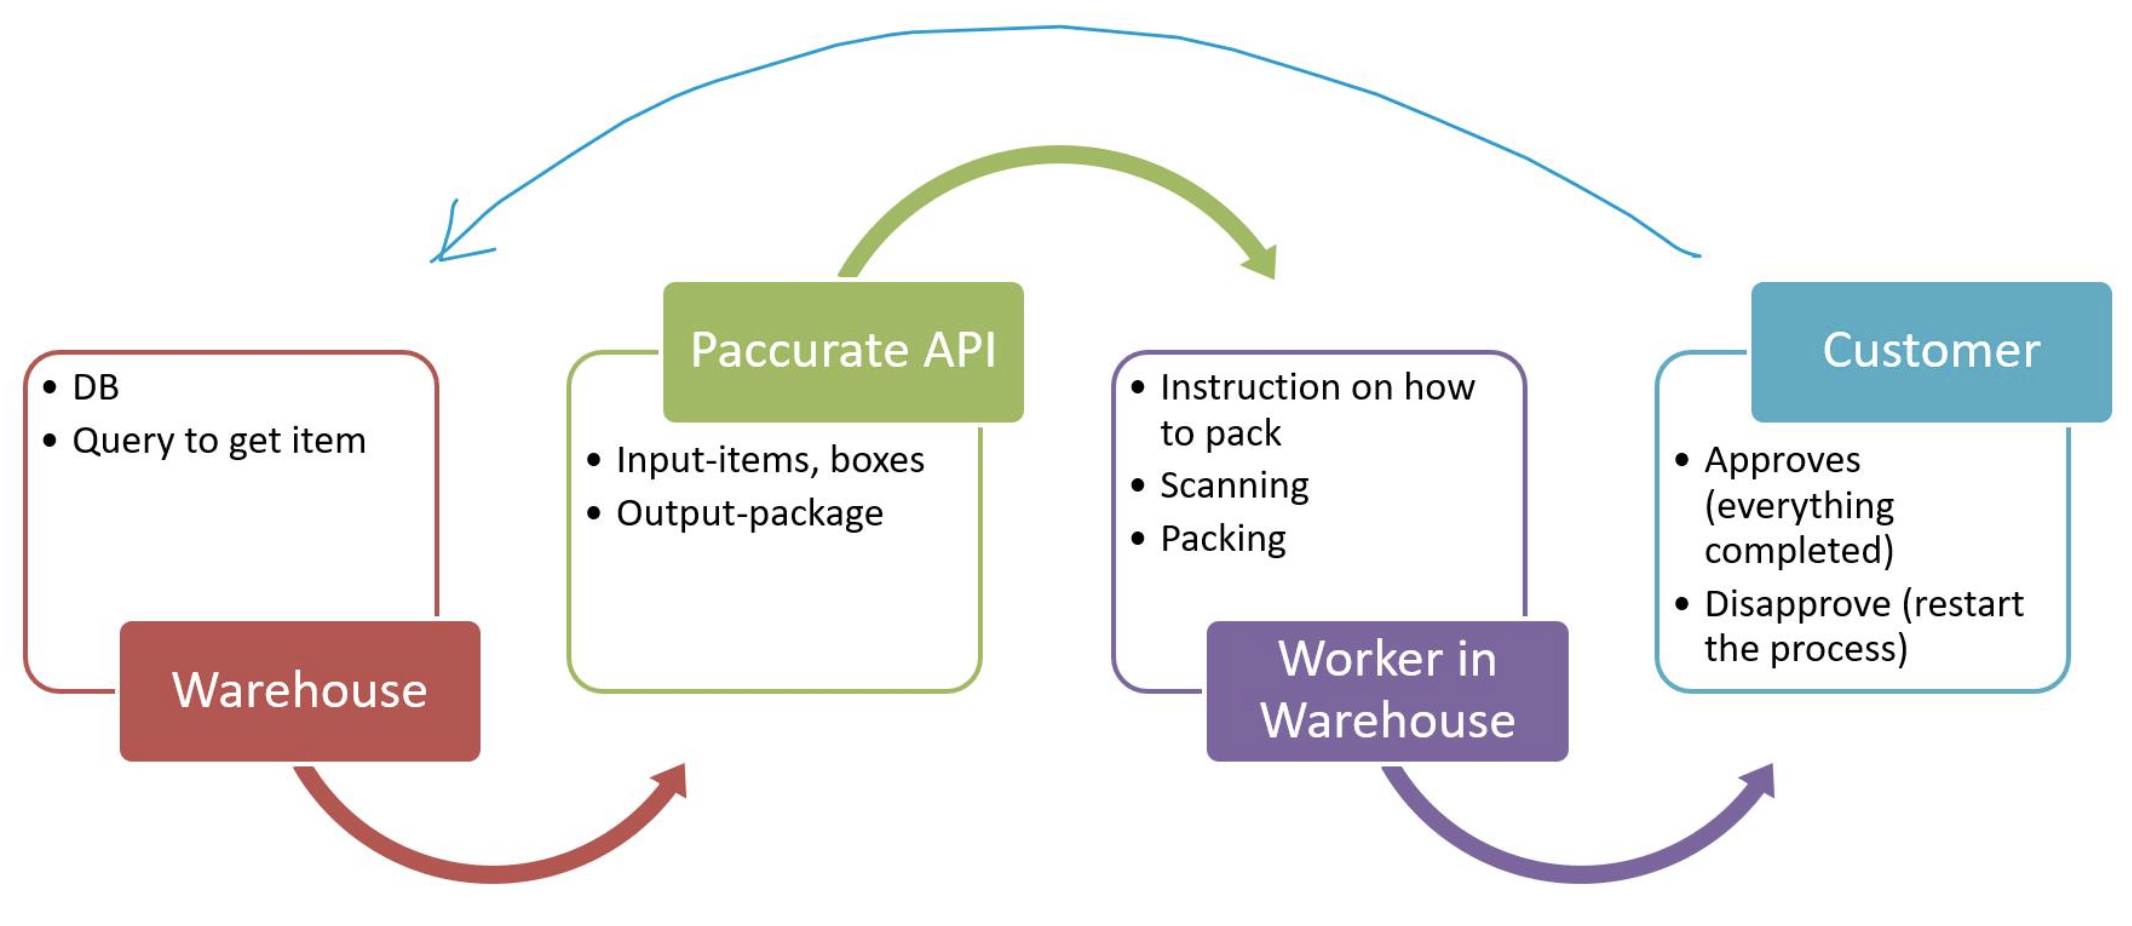 • DB
• Query to get item
Warehouse
Paccurate API
• Input-items, boxes
• Output-package
• Instruction on how
to pack
• Scanning
• Packing
Worker in
Warehouse
Customer
• Approves
(everything
completed)
• Disapprove (restart
the process)